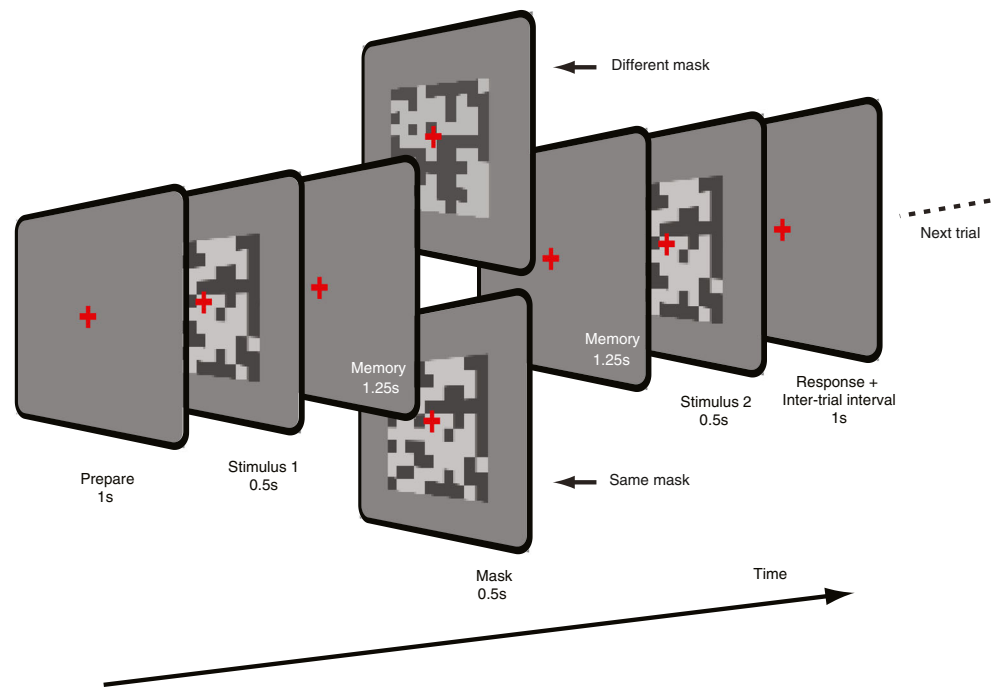 Different mask
Next trial
Memory
1.25s
Memory
1.25s
Prepare
1s
Stimulus 1
0.5s
Stimulus 2
0.5s
Response +
Inter-trial interval
1s
Same mask
Mask
0.5s
Time